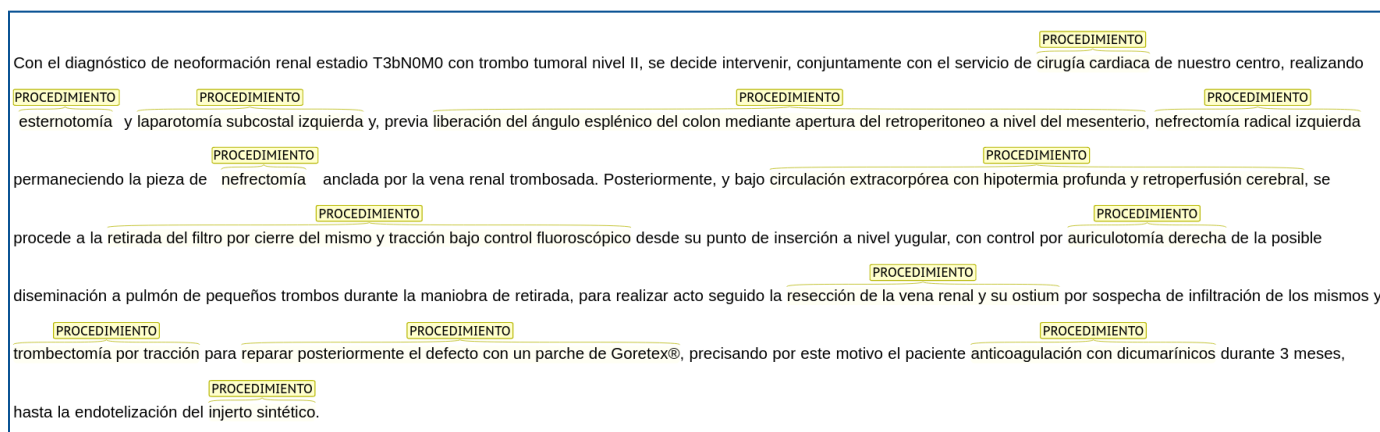 PROCEDIMIENTO
Con el diagnóstico de neoformación renal estadio T3bN0M0 con trombo tumoral nivel II, se decide intervenir, conjuntamente con el servicio de cirugía cardiaca de nuestro centro, realizando
PROCEDIMIENTO PROCEDIMIENTO PROCEDIMIENTO PROCEDIMIENTO
esternotomía y laparotomía subcostal izquierda y, previa liberación del ángulo esplénico del colon mediante apertura del retroperitoneo a nivel del mesenterio, nefrectomía radical izquierda
PROCEDIMIENTO PROCEDIMIENTO
permaneciendo la pieza de nefrectomía anclada por la vena renal trombosada. Posteriormente, y bajo circulación extracorpórea con hipotermia profunda y retroperfusión cerebral, se
PROCEDIMIENTO PROCEDIMIENTO
procede a la retirada del filtro por cierre del mismo y tracción bajo control fluoroscópico desde su punto de inserción a nivel yugular, con control por auriculotomía derecha de la posible
PROCEDIMIENTO
diseminación a pulmón de pequeños trombos durante la maniobra de retirada, para realizar acto seguido la resección de la vena renal y su ostium por sospecha de infiltración de los mismos y
PROCEDIMIENTO PROCEDIMIENTO PROCEDIMIENTO
trombectomía por tracción para reparar posteriormente el defecto con un parche de Goretex®, precisando por este motivo el paciente anticoagulación con dicumarínicos durante 3 meses,
PROCEDIMIENTO
hasta la endotelización del injerto sintético.